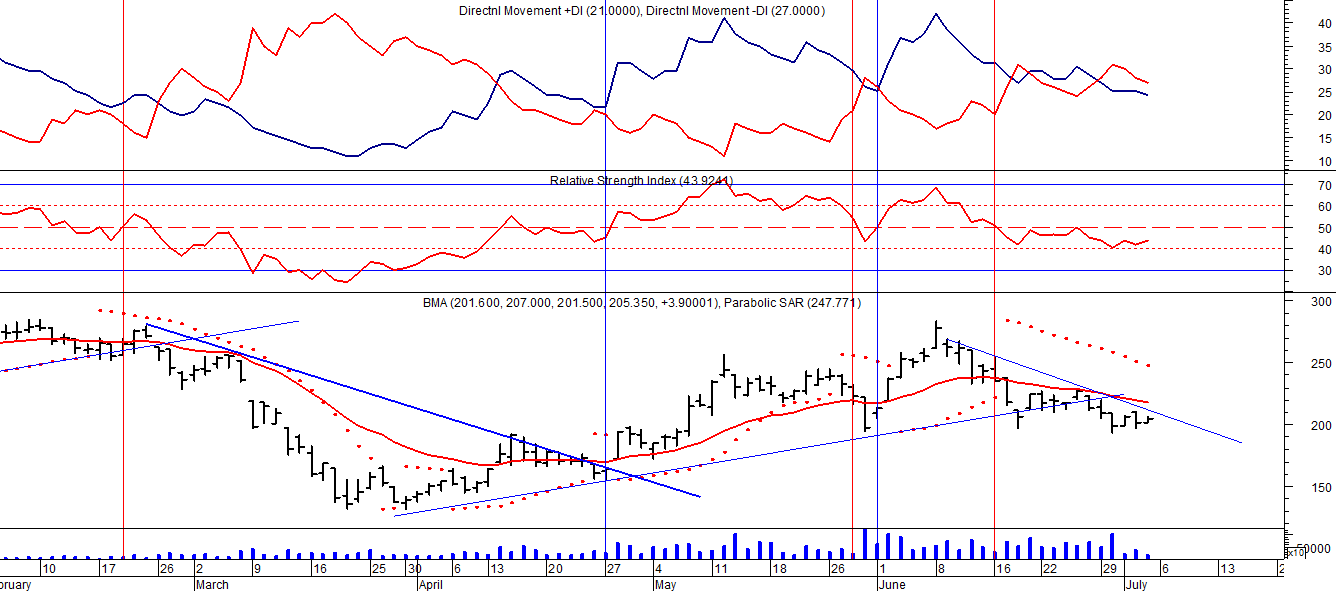 Directnl Movement +DI (21.0000), Directnl Movement -DI (27.0000)
40
35
30
25
20
15
10
Relative Strength Index (43.9241)
70
60
50
40
30
BMA (201.600, 207.000, 201.500, 205.350, +3.90001), Parabolic SAR (247.771)
300
250
200
150
50000
x10
10 17 26 2 9 16 25 30 6 13 20 27 4 11 18 26 1 8 16 22 29 6 13 2
bruary March April May June July